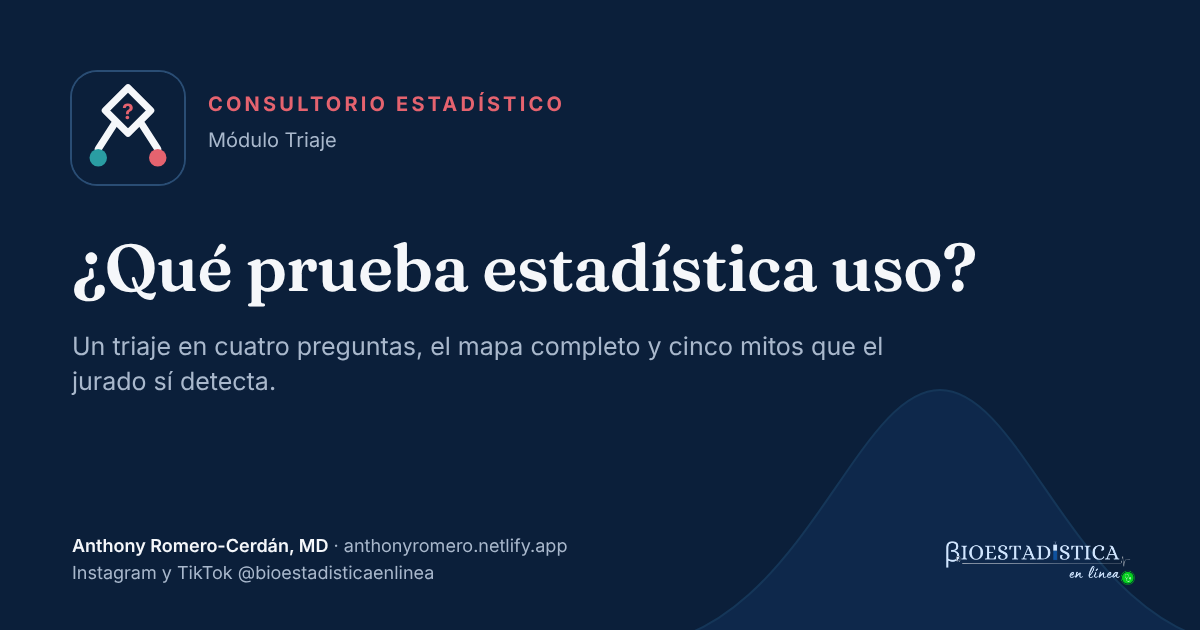 ?
CONSULTORIO ESTADÍSTICO
Módulo Triaje
¿Qué prueba estadística uso?
Un triaje en cuatro preguntas, el mapa completo y cinco mitos que el
jurado sí detecta.
Anthony Romero-Cerdán, MD · anthonyromero.netlify.app
Instagram y TikTok @bioestadisticaenlinea
βIOESTADÍSTICA
en línea